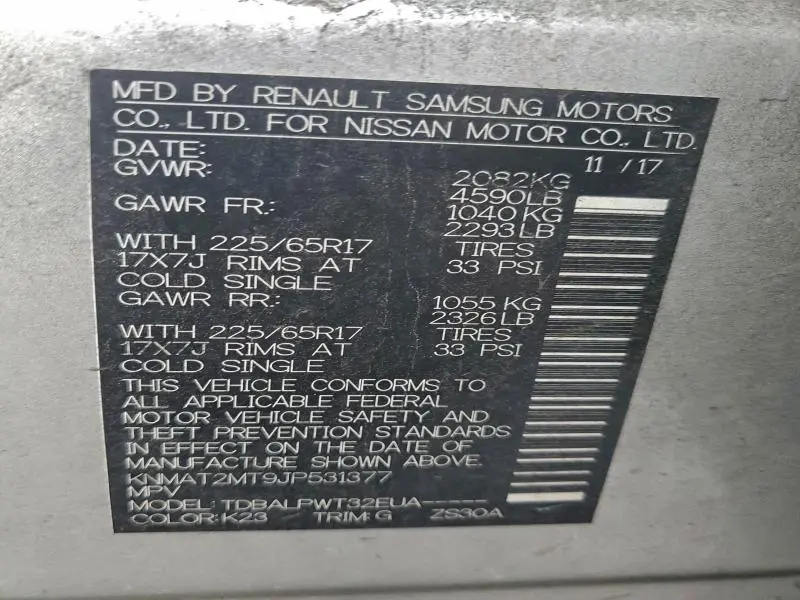 MFD BY RENAULT SAMSUNG MOTORS
CO., LTD. FOR NISSAN MOTOR CO., LTD.
DATE: 11 / 17
GVWR: 2082KG
4590LB
GAWR FR.: 1040 KG
2293 LB
WITH 225/65R17 TIRES
17X7J RIMS AT 33 PSI
COLD SINGLE
GAWR RR.: 1055 KG
2326 LB
WITH 225/65R17 TIRES
17X7J RIMS AT 33 PSI
COLD SINGLE
THIS VEHICLE CONFORMS TO
ALL APPLICABLE FEDERAL
MOTOR VEHICLE SAFETY AND
THEFT PREVENTION STANDARDS
IN EFFECT ON THE DATE OF
MANUFACTURE SHOWN ABOVE.
KNMAT2MT9JP531377
MPV
MODEL: TDBALPWT32EUA-----
COLOR: K23 TRIM: G ZS30A